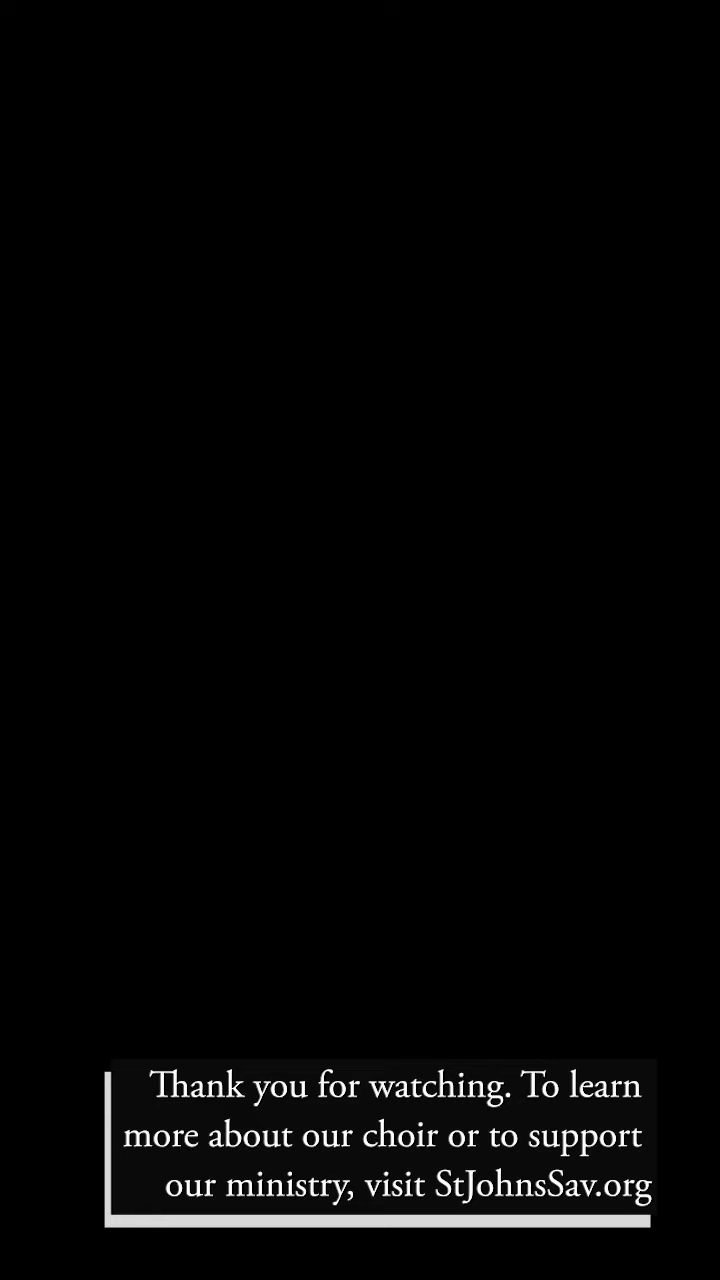 Thank you for watching. To learn
more about our choir or to support
our ministry, visit StJohnsSav.org